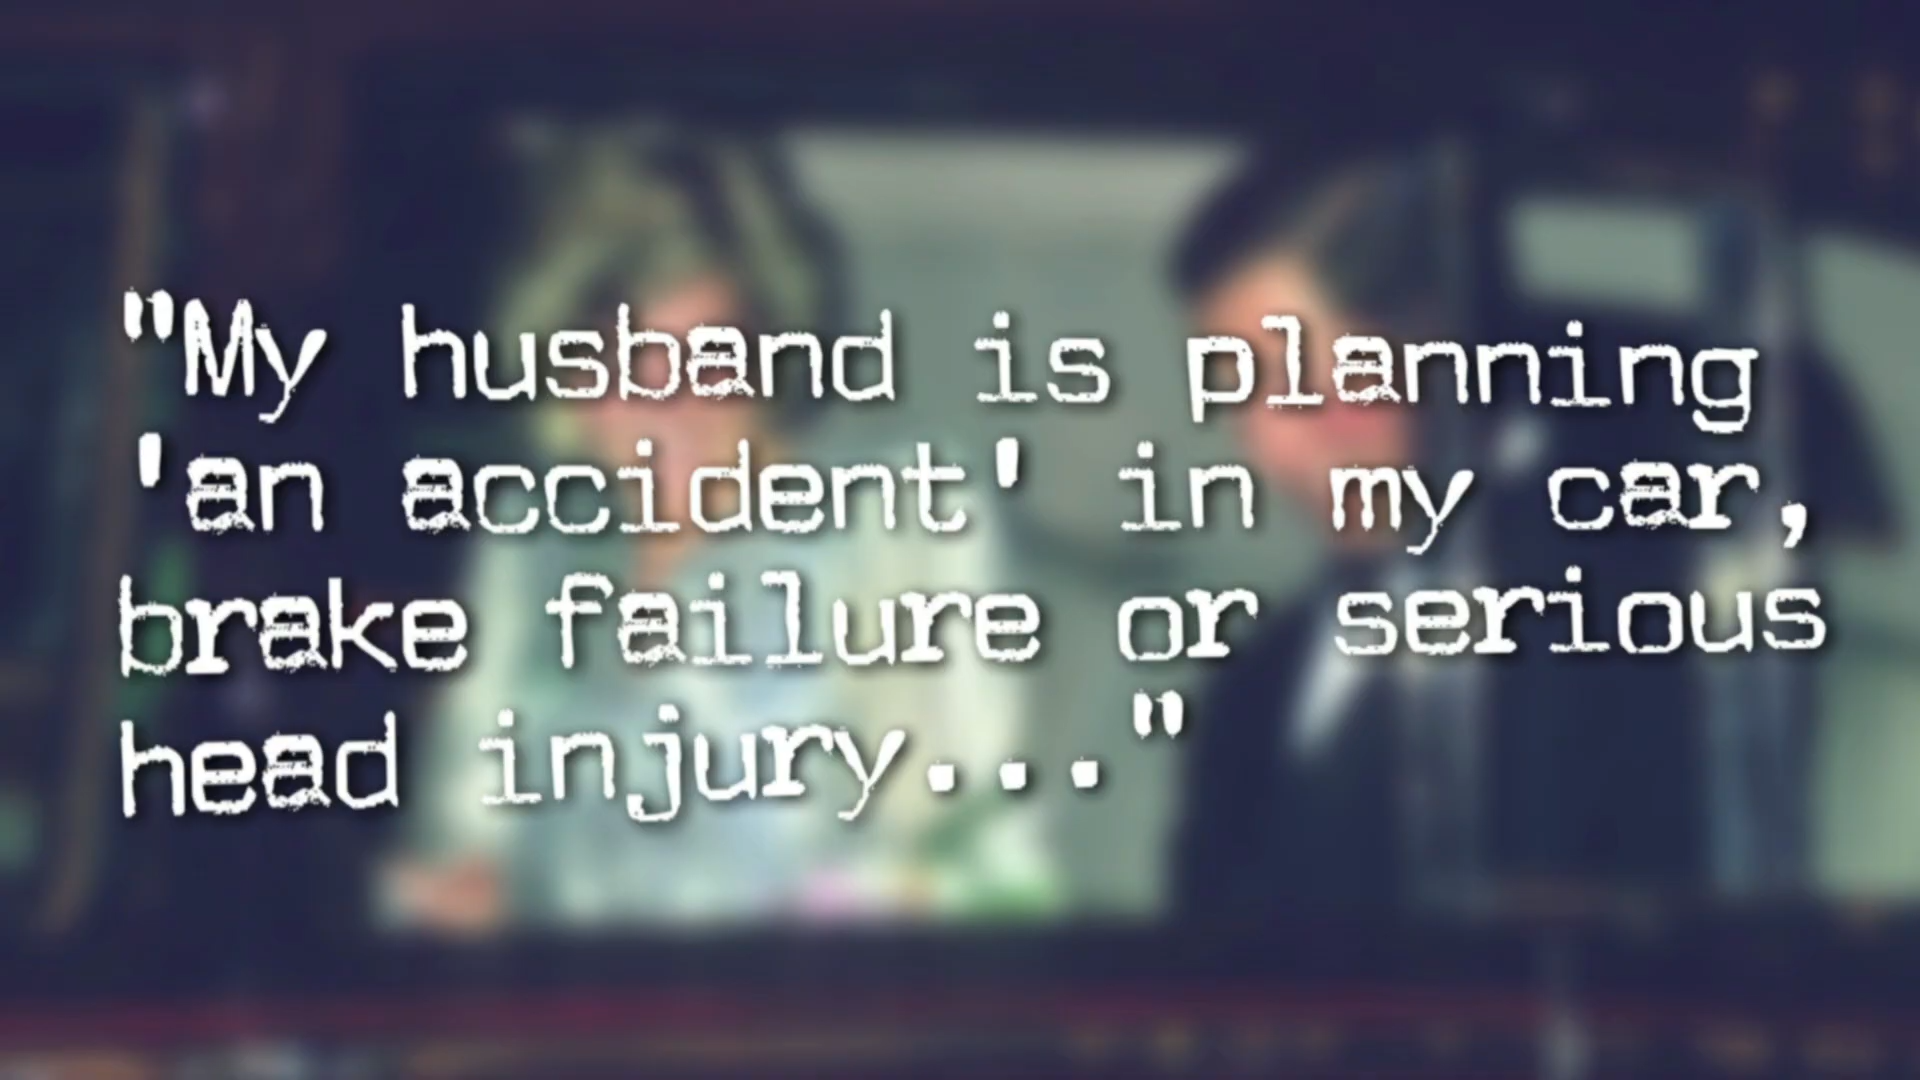 "My husband is planning
'an accident' in my car,
brake failure or serious
head injury..."